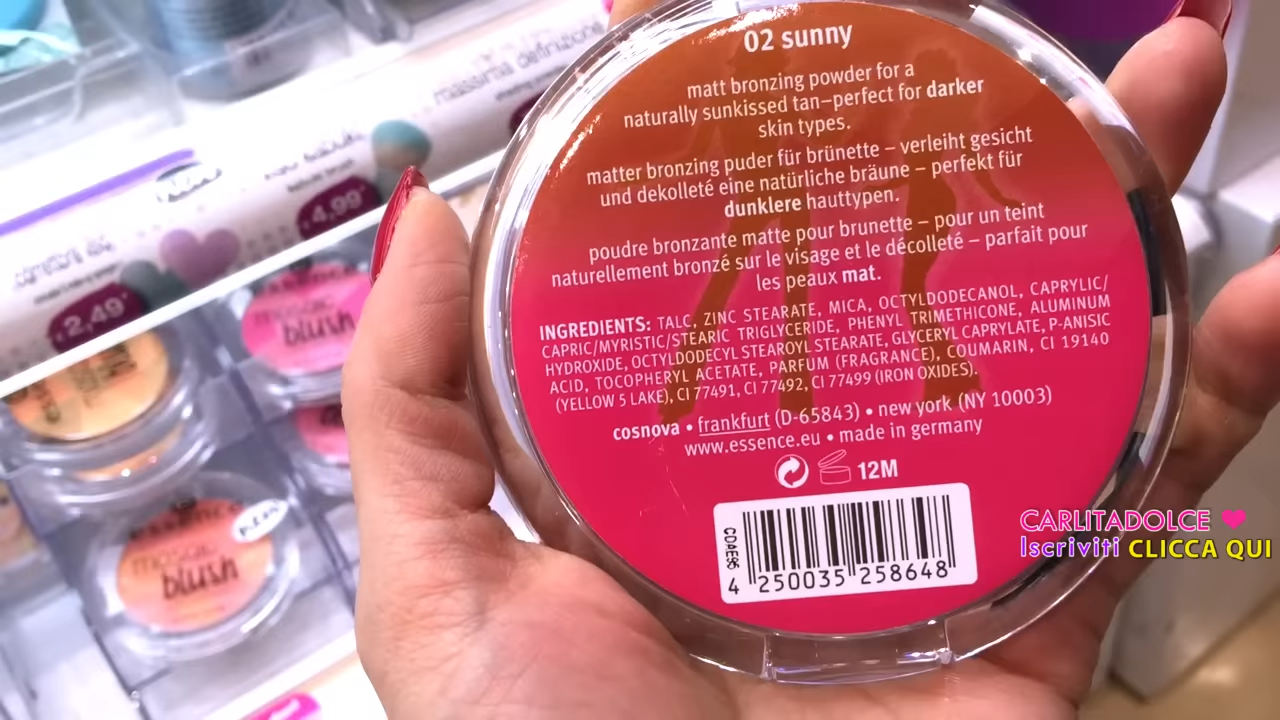 02 sunny
matt bronzing powder for a
naturally sunkissed tan–perfect for darker
skin types.
matter bronzing puder für brünette – verleiht gesicht
und dekolleté eine natürliche bräune – perfekt für
dunklere hauttypen.
poudre bronzante matte pour brunette – pour un teint
naturellement bronzé sur le visage et le décolleté – parfait pour
les peaux mat.
INGREDIENTS: TALC, ZINC STEARATE, MICA, OCTYLDODECANOL, CAPRYLIC/
CAPRIC/MYRISTIC/STEARIC TRIGLYCERIDE, PHENYL TRIMETHICONE, ALUMINUM
HYDROXIDE, OCTYLDODECYL STEAROYL STEARATE, GLYCERYL CAPRYLATE, P-ANISIC
ACID, TOCOPHERYL ACETATE, PARFUM (FRAGRANCE), COUMARIN, CI 19140
(YELLOW 5 LAKE), CI 77491, CI 77492, CI 77499 (IRON OXIDES).
cosnova • frankfurt (D-65843) • new york (NY 10003)
www.essence.eu • made in germany
12M
CDAE95
4 250035 258648
massima definizione
4,99
2,49
mosaic
blush
essence
new
mosaic
blush
CARLITADOLCE ❤
Iscriviti CLICCA QUI